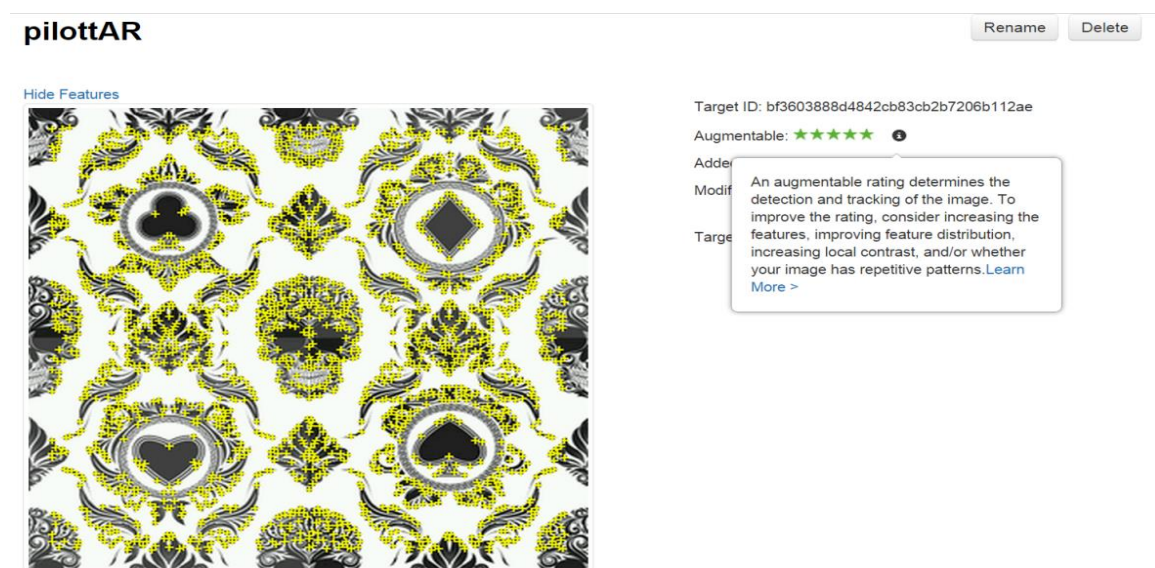 pilottAR
Rename
Delete
Hide Features
Target ID: bf3603888d4842cb83cb2b7206b112ae
Augmentable:
Adde
Modif
Targe
An augmentable rating determines the
detection and tracking of the image. To
improve the rating, consider increasing the
features, improving feature distribution,
increasing local contrast, and/or whether
your image has repetitive patterns.Learn
More >